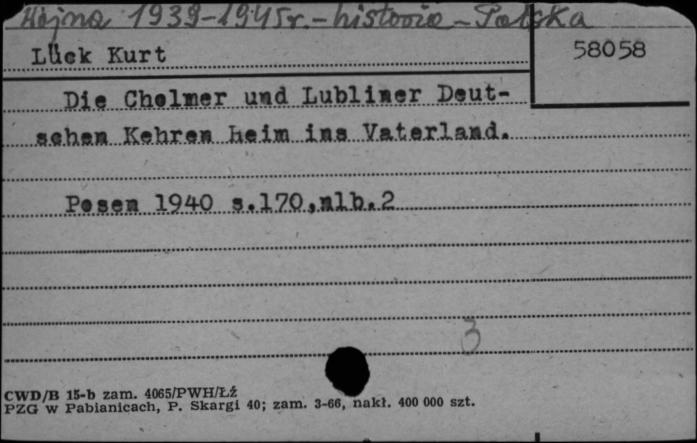 Wojna 1939-1945r.- historia - Polska
Lück Kurt
58058
Die Cholmer und Lubliner Deut-
schen Kehren heim ins Vaterland.
Posen 1940 s.170,nlb.2
3
CWD/B 15-b zam. 4065/PWH/Łź
PZG w Pabianicach, P. Skargi 40; zam. 3-66, nakł. 400 000 szt.